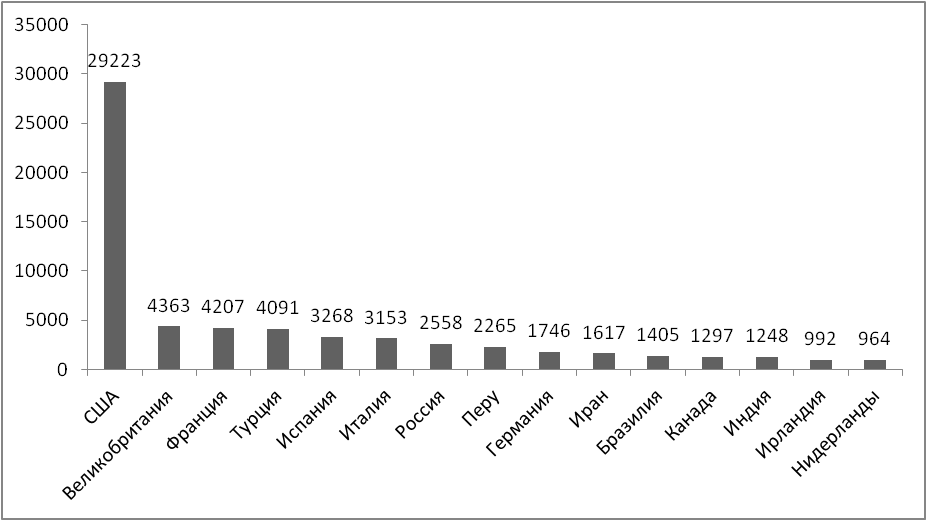 35000
30000
25000
20000
15000
10000
5000
0
29223
4363
4207
4091
3268
3153
2558
2265
1746
1617
1405
1297
1248
992
964
США
Великобритания
Франция
Турция
Испания
Италия
Россия
Перу
Германия
Иран
Бразилия
Канада
Индия
Ирландия
Нидерланды